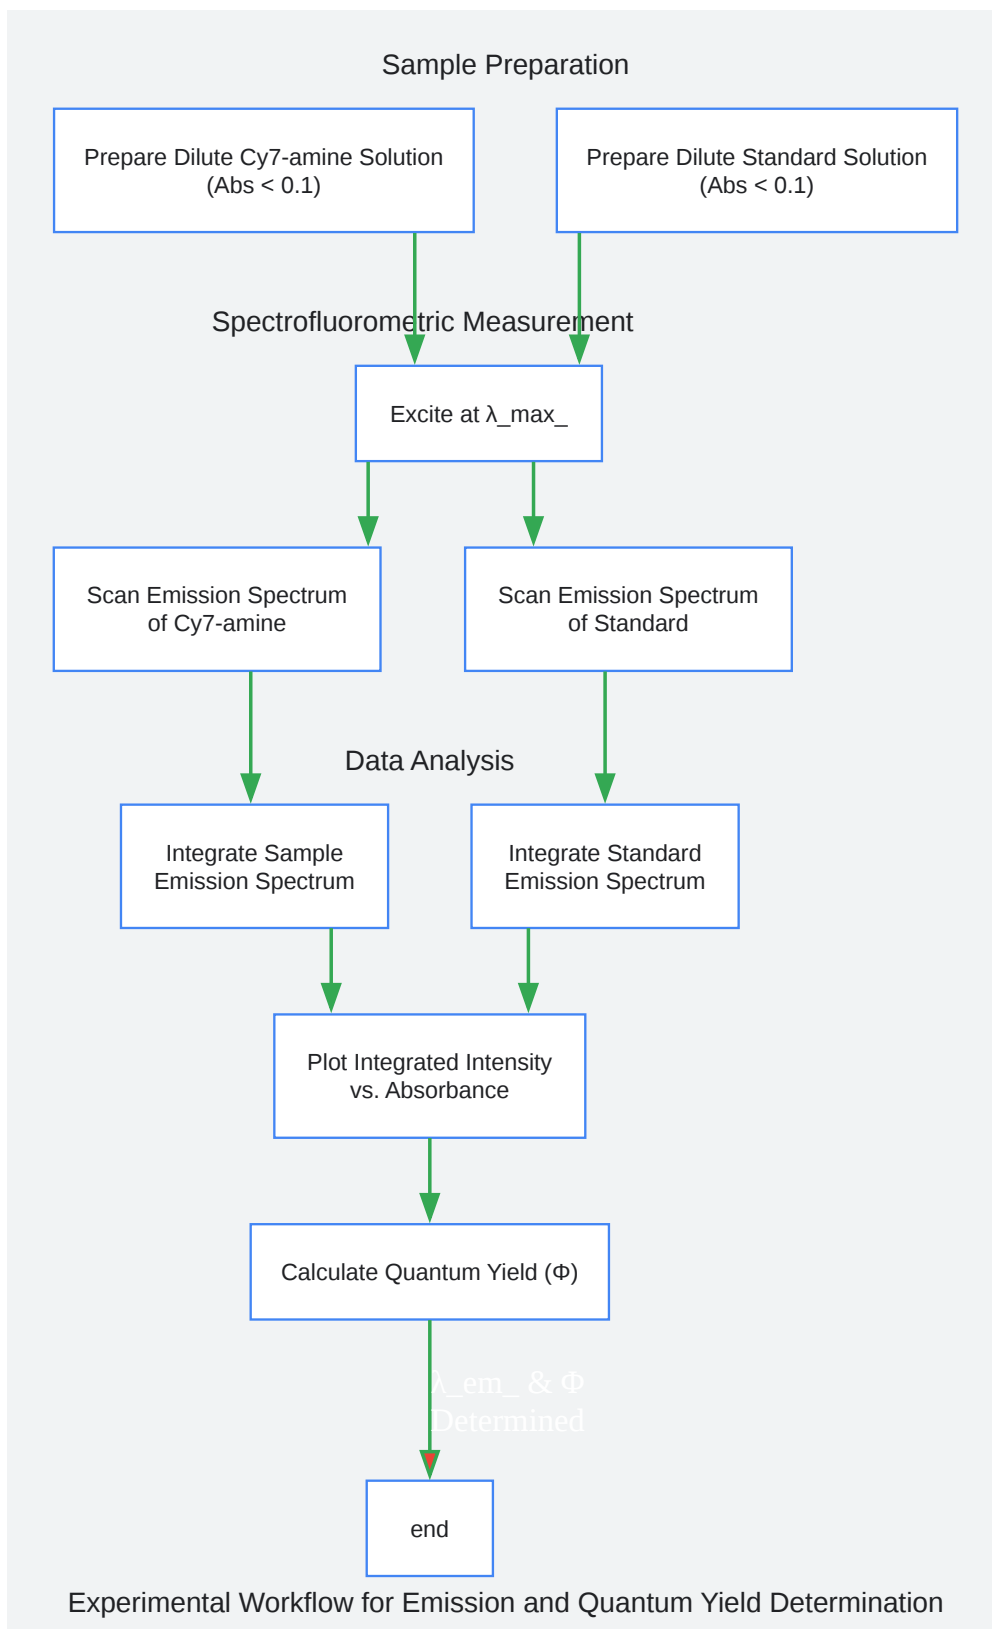 Sample Preparation
Prepare Dilute Cy7-amine Solution
(Abs < 0.1)
Prepare Dilute Standard Solution
(Abs < 0.1)
Spectrofluorometric Measurement
Excite at λ_max_
Scan Emission Spectrum
of Cy7-amine
Scan Emission Spectrum
of Standard
Data Analysis
Integrate Sample
Emission Spectrum
Integrate Standard
Emission Spectrum
Plot Integrated Intensity
vs. Absorbance
Calculate Quantum Yield (Φ)
λ_em_ & Φ
Determined
end
Experimental Workflow for Emission and Quantum Yield Determination